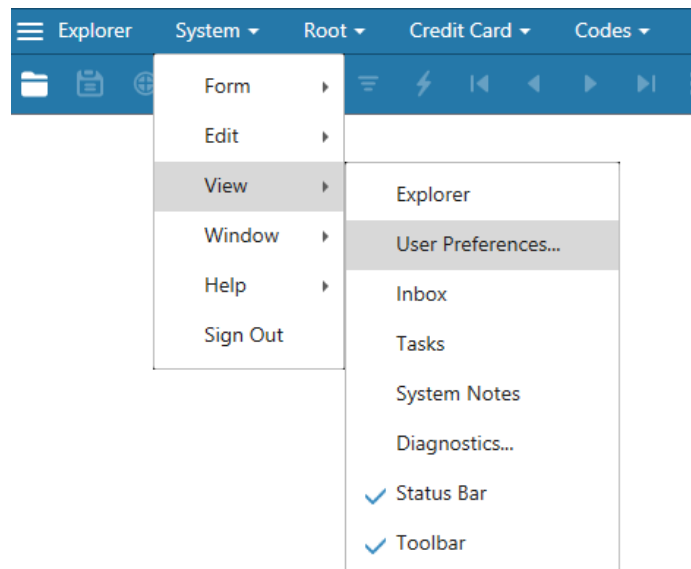 Explorer System Root Credit Card Codes
Form
Edit
View
Window
Help
Sign Out
Explorer
User Preferences...
Inbox
Tasks
System Notes
Diagnostics...
Status Bar
Toolbar